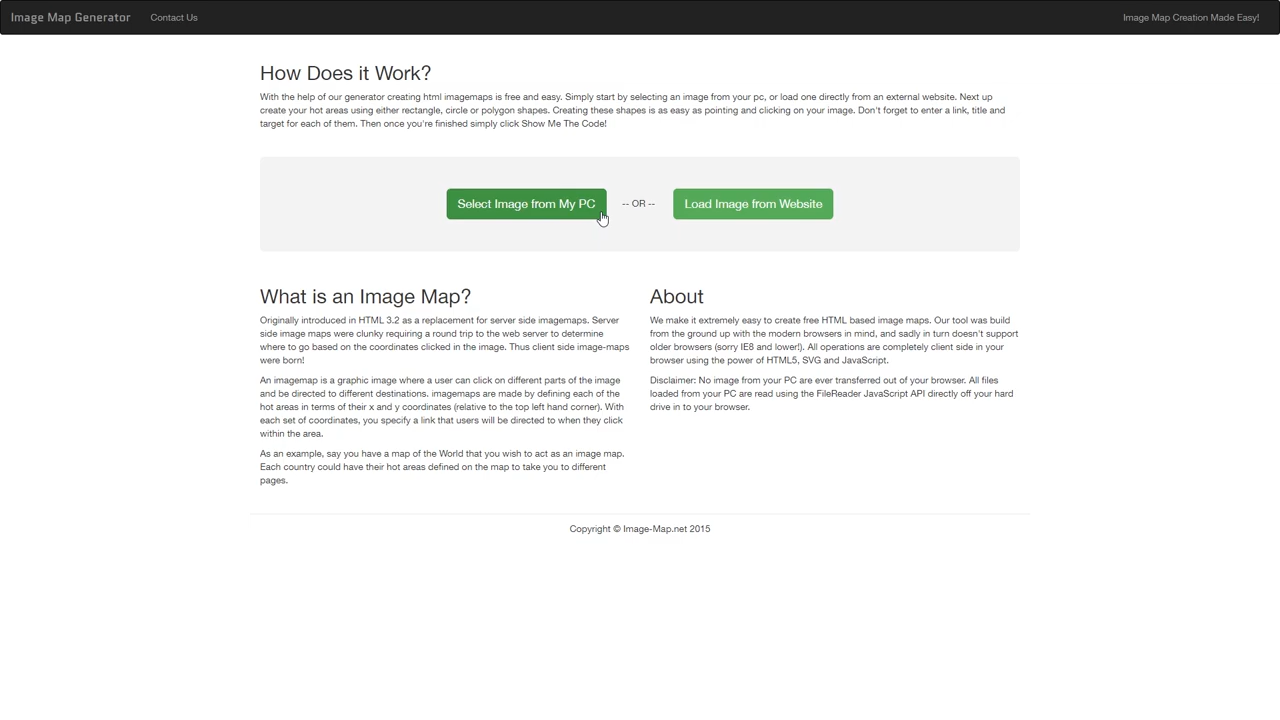 Image Map Generator
Contact Us
Image Map Creation Made Easy!
How Does it Work?
With the help of our generator creating html imagemaps is free and easy. Simply start by selecting an image from your pc, or load one directly from an external website. Next up
create your hot areas using either rectangle, circle or polygon shapes. Creating these shapes is as easy as pointing and clicking on your image. Don't forget to enter a link, title and
target for each of them. Then once you're finished simply click Show Me The Code!
Select Image from My PC
-- OR --
Load Image from Website
What is an Image Map?
Originally introduced in HTML 3.2 as a replacement for server side imagemaps. Server
side image maps were clunky requiring a round trip to the web server to determine
where to go based on the coordinates clicked in the image. Thus client side image-maps
were born!
An imagemap is a graphic image where a user can click on different parts of the image
and be directed to different destinations. imagemaps are made by defining each of the
hot areas in terms of their x and y coordinates (relative to the top left hand corner). With
each set of coordinates, you specify a link that users will be directed to when they click
within the area.
As an example, say you have a map of the World that you wish to act as an image map.
Each country could have their hot areas defined on the map to take you to different
pages.
About
We make it extremely easy to create free HTML based image maps. Our tool was build
from the ground up with the modern browsers in mind, and sadly in turn doesn't support
older browsers (sorry IE8 and lower!). All operations are completely client side in your
browser using the power of HTML5, SVG and JavaScript.
Disclaimer: No image from your PC are ever transferred out of your browser. All files
loaded from your PC are read using the FileReader JavaScript API directly off your hard
drive in to your browser.
Copyright © Image-Map.net 2015